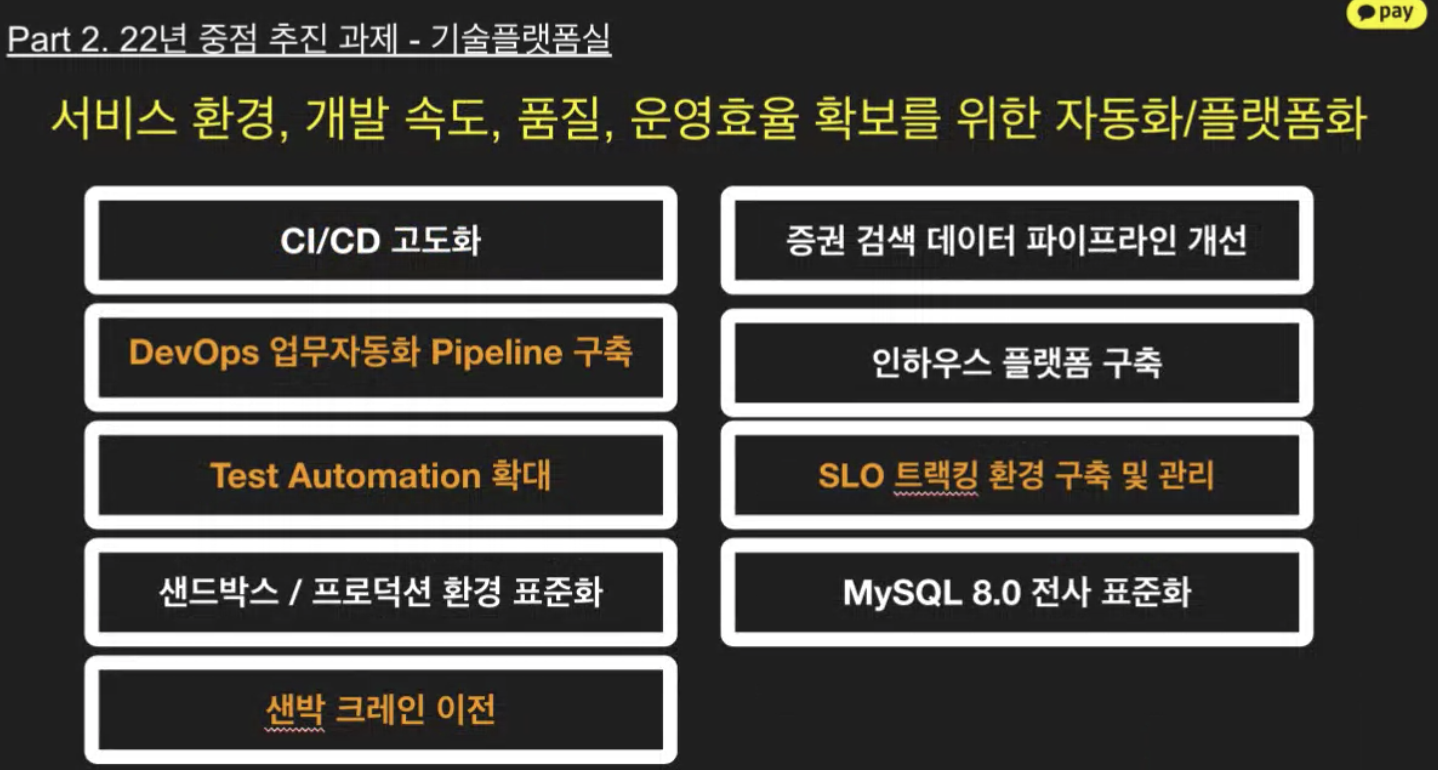 pay
Part 2. 22년 중점 추진 과제 - 기술플랫폼실
서비스 환경, 개발 속도, 품질, 운영효율 확보를 위한 자동화/플랫폼화
CI/CD 고도화
DevOps 업무자동화 Pipeline 구축
Test Automation 확대
샌드박스 / 프로덕션 환경 표준화
샌박 크레인 이전
증권 검색 데이터 파이프라인 개선
인하우스 플랫폼 구축
SLO 트랙킹 환경 구축 및 관리
MySQL 8.0 전사 표준화